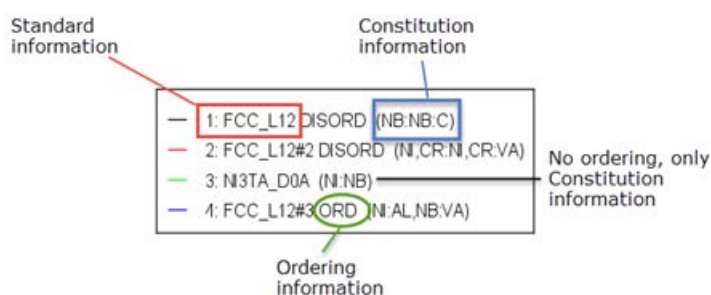 Standard
information
Constitution
information
1: FCC_L12 DISORD (NB:NB:C)
2: FCC_L12#2 DISORD (NI,CR:NI,CR:VA)
3: NI3TA_D0A (NI:NB)
4: FCC_L12#3 ORD (NI:AL,NB:VA)
No ordering, only
Constitution
information
Ordering
information